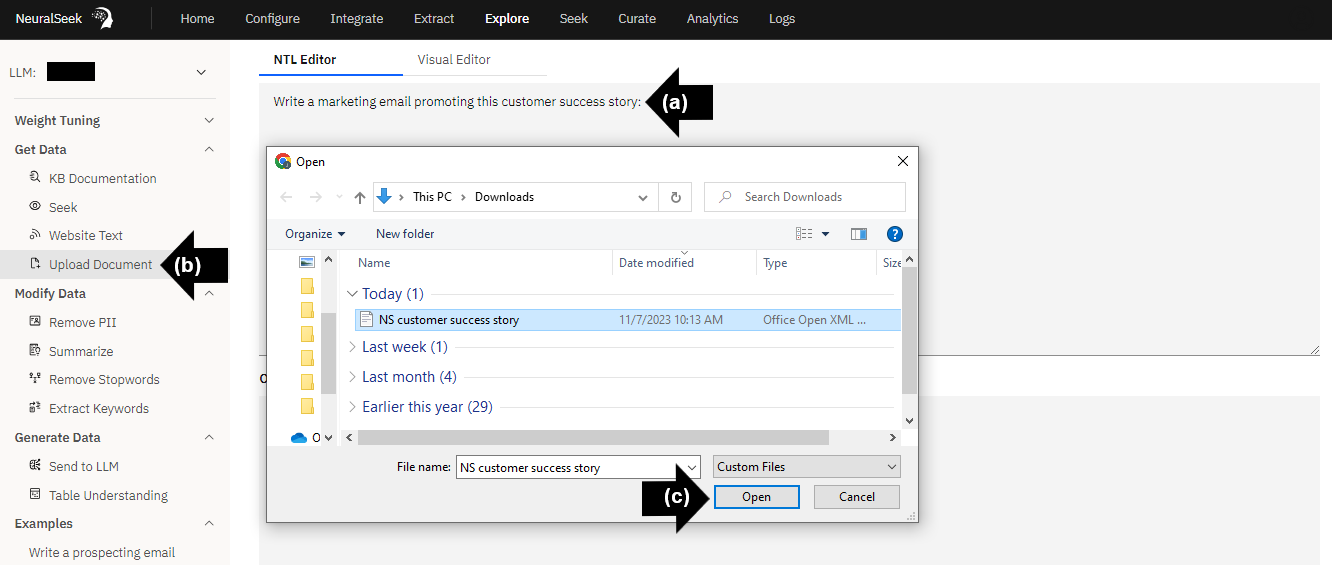 NeuralSeek Home Configure Integrate Extract Explore Seek Curate Analytics Logs
LLM:
Weight Tuning
Get Data
KB Documentation
Seek
Website Text
Upload Document (b)
Modify Data
Remove PII
Summarize
Remove Stopwords
Extract Keywords
Generate Data
Send to LLM
Table Understanding
Examples
Write a prospecting email
NTL Editor Visual Editor
Write a marketing email promoting this customer success story: (a)
Open
This PC > Downloads Search Downloads
Organize New folder
Name Date modified Type Size
Today (1)
NS customer success story 11/7/2023 10:13 AM Office Open XML ...
Last week (1)
Last month (4)
Earlier this year (29)
O
File name: NS customer success story Custom Files
(c) Open Cancel